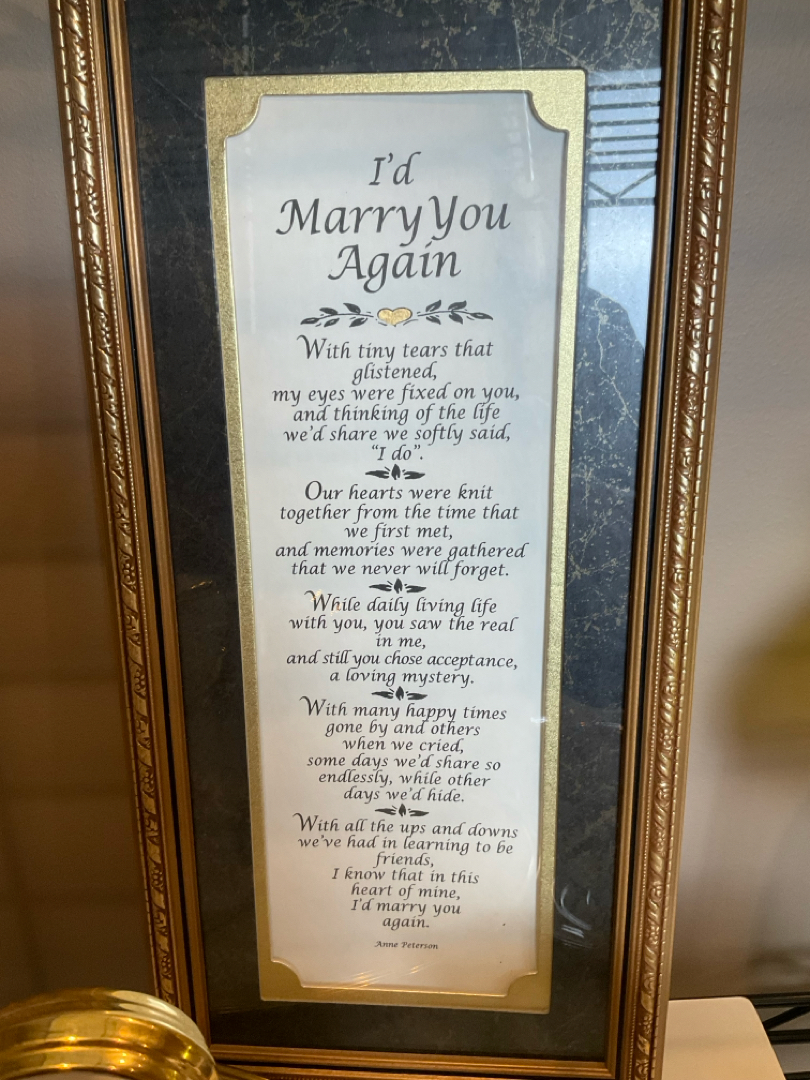 I'd
Marry You
Again
With tiny tears that
glistened,
my eyes were fixed on you,
and thinking of the life
we'd share we softly said,
“I do”.
Our hearts were knit
together from the time that
we first met,
and memories were gathered
that we never will forget.
While daily living life
with you, you saw the real
in me,
and still you chose acceptance,
a loving mystery.
With many happy times
gone by and others
when we cried,
some days we'd share so
endlessly, while other
days we'd hide.
With all the ups and downs
we've had in learning to be
friends,
I know that in this
heart of mine,
I'd marry you
again.
Anne Peterson